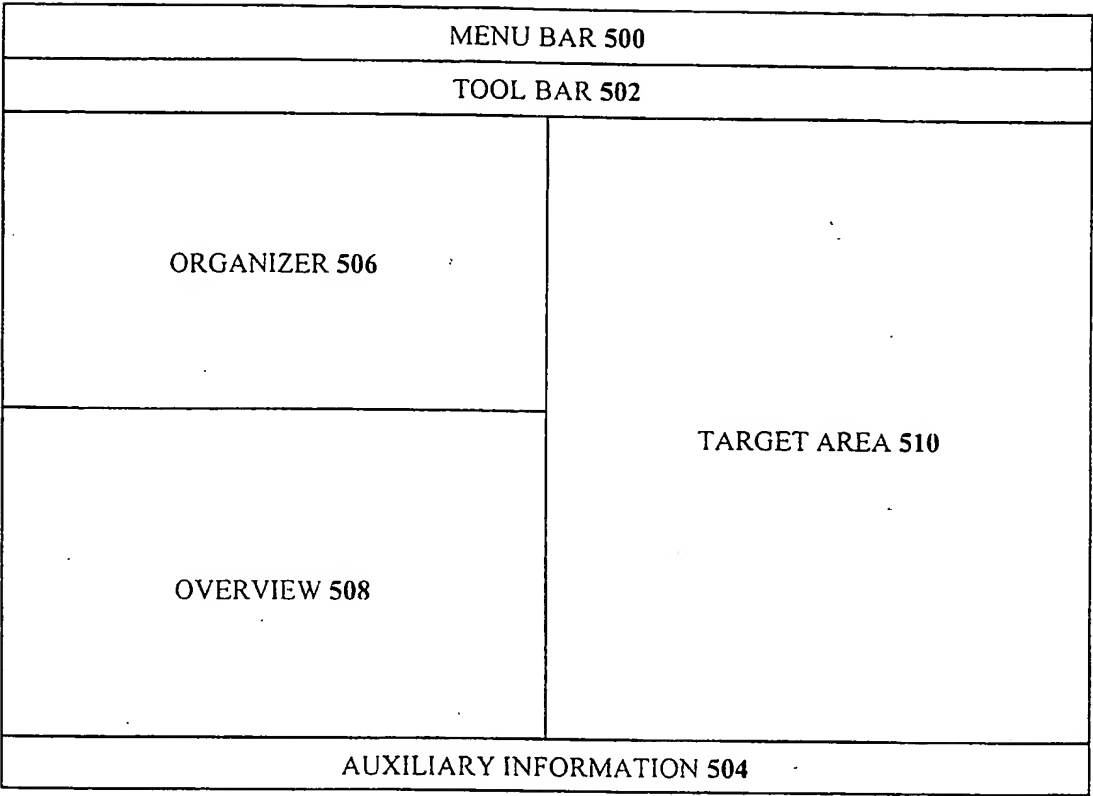 MENU BAR 500
TOOL BAR 502
ORGANIZER 506
TARGET AREA 510
OVERVIEW 508
AUXILIARY INFORMATION 504